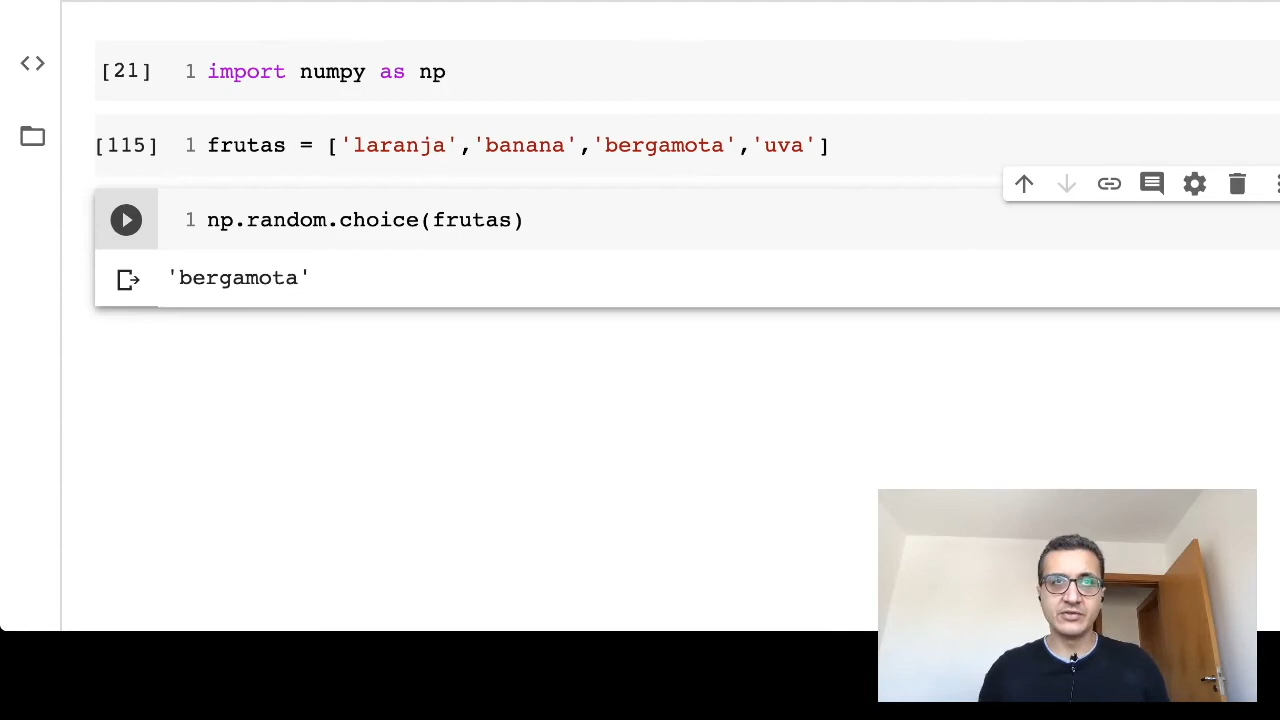 [21] 1 import numpy as np
[115] 1 frutas = ['laranja','banana','bergamota','uva']
1 np.random.choice(frutas)
'bergamota'